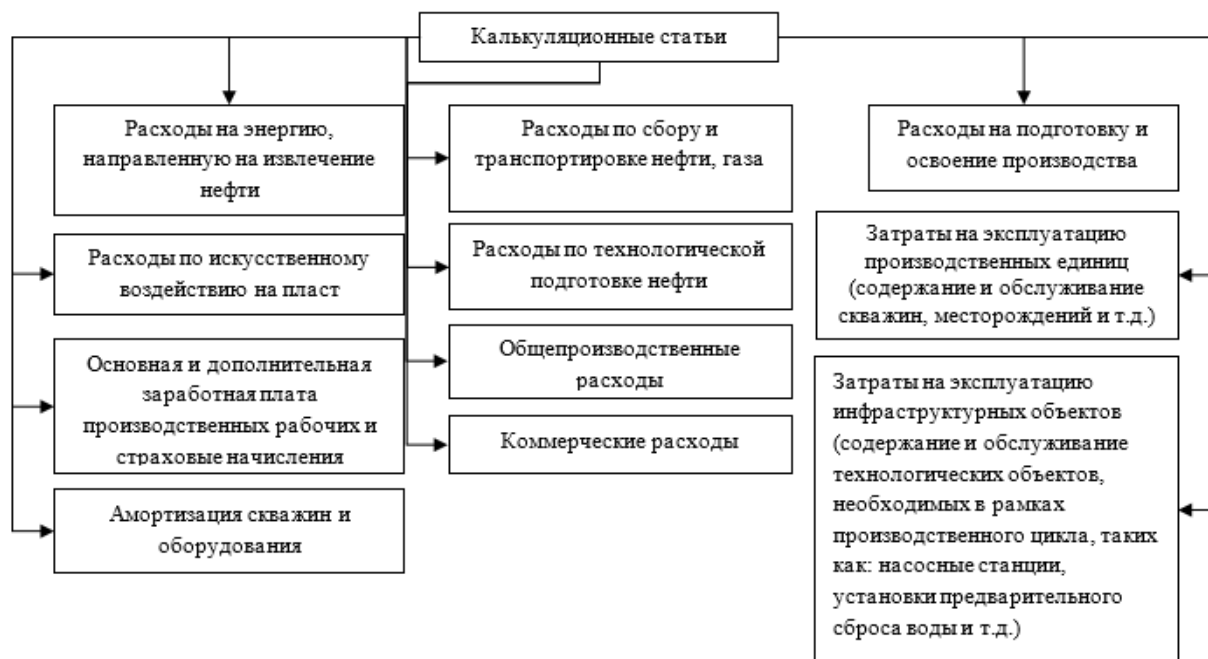 Калькуляционные статьи
Расходы на энергию,
направленную на извлечение
нефти
Расходы по искусственному
воздействию на пласт
Основная и дополнительная
заработная плата
производственных рабочих и
страховые начисления
Амортизация скважин и
оборудования
Расходы по сбору и
транспортировке нефти, газа
Расходы по технологической
подготовке нефти
Общепроизводственные
расходы
Коммерческие расходы
Расходы на подготовку и
освоение производства
Затраты на эксплуатацию
производственных единиц
(содержание и обслуживание
скважин, месторождений и т.д.)
Затраты на эксплуатацию
инфраструктурных объектов
(содержание и обслуживание
технологических объектов,
необходимых в рамках
производственного цикла, таких
как: насосные станции,
установки предварительного
сброса воды и т.д.)